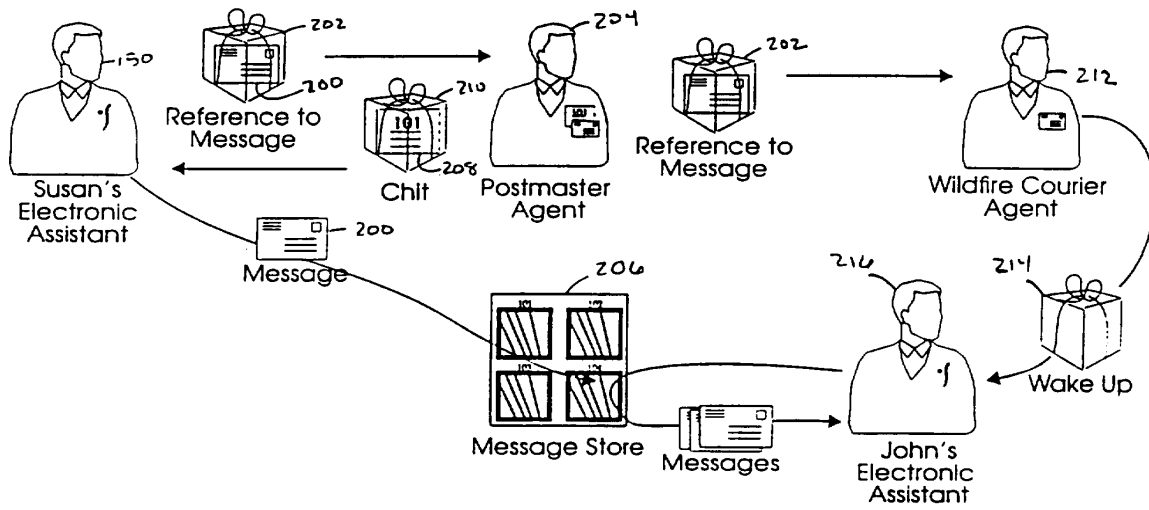 202
204
202
150
200
210
212
101
Reference to
Message
208
Reference to
Message
Susan's
Electronic
Assistant
Chit
Postmaster
Agent
Wildfire Courier
Agent
200
Message
206
216
214
Wake Up
Message Store
Messages
John's
Electronic
Assistant